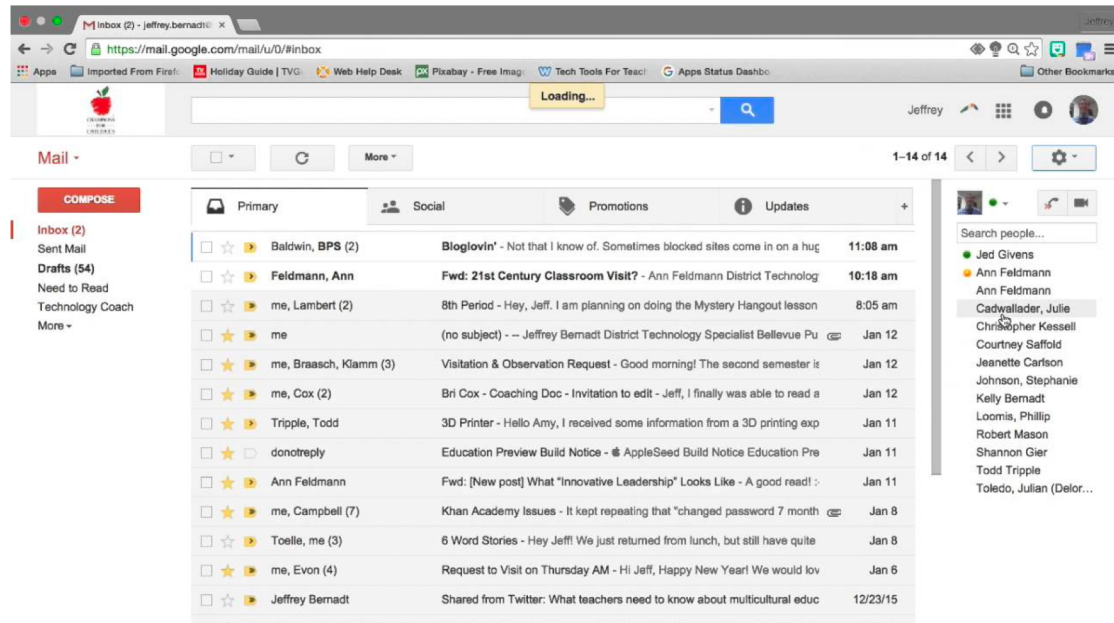 M Inbox (2) - jeffrey.bernadt@ ×
Jeffrey
https://mail.google.com/mail/u/0/#inbox
Apps Imported From Firefo Holiday Guide | TVG Web Help Desk Pixabay - Free Imag Tech Tools For Teach Apps Status Dashbo Other Bookmarks
Loading...
CHAMPIONS
FOR
CHILDREN
Jeffrey
Mail
More
1–14 of 14
COMPOSE
Inbox (2)
Sent Mail
Drafts (54)
Need to Read
Technology Coach
More
Primary Social Promotions Updates +
Baldwin, BPS (2) Bloglovin' - Not that I know of. Sometimes blocked sites come in on a hug 11:08 am
Feldmann, Ann Fwd: 21st Century Classroom Visit? - Ann Feldmann District Technolog 10:18 am
me, Lambert (2) 8th Period - Hey, Jeff. I am planning on doing the Mystery Hangout lesson 8:05 am
me (no subject) - -- Jeffrey Bernadt District Technology Specialist Bellevue Pu Jan 12
me, Braasch, Klamm (3) Visitation & Observation Request - Good morning! The second semester is Jan 12
me, Cox (2) Bri Cox - Coaching Doc - Invitation to edit - Jeff, I finally was able to read a Jan 12
Tripple, Todd 3D Printer - Hello Amy, I received some information from a 3D printing exp Jan 11
donotreply Education Preview Build Notice - AppleSeed Build Notice Education Pre Jan 11
Ann Feldmann Fwd: [New post] What "Innovative Leadership" Looks Like - A good read! :- Jan 11
me, Campbell (7) Khan Academy Issues - It kept repeating that "changed password 7 month Jan 8
Toelle, me (3) 6 Word Stories - Hey Jeff! We just returned from lunch, but still have quite Jan 8
me, Evon (4) Request to Visit on Thursday AM - Hi Jeff, Happy New Year! We would lov Jan 6
Jeffrey Bernadt Shared from Twitter: What teachers need to know about multicultural educ 12/23/15
Search people...
Jed Givens
Ann Feldmann
Ann Feldmann
Cadwallader, Julie
Christopher Kessell
Courtney Saffold
Jeanette Carlson
Johnson, Stephanie
Kelly Bernadt
Loomis, Phillip
Robert Mason
Shannon Gier
Todd Tripple
Toledo, Julian (Delor...